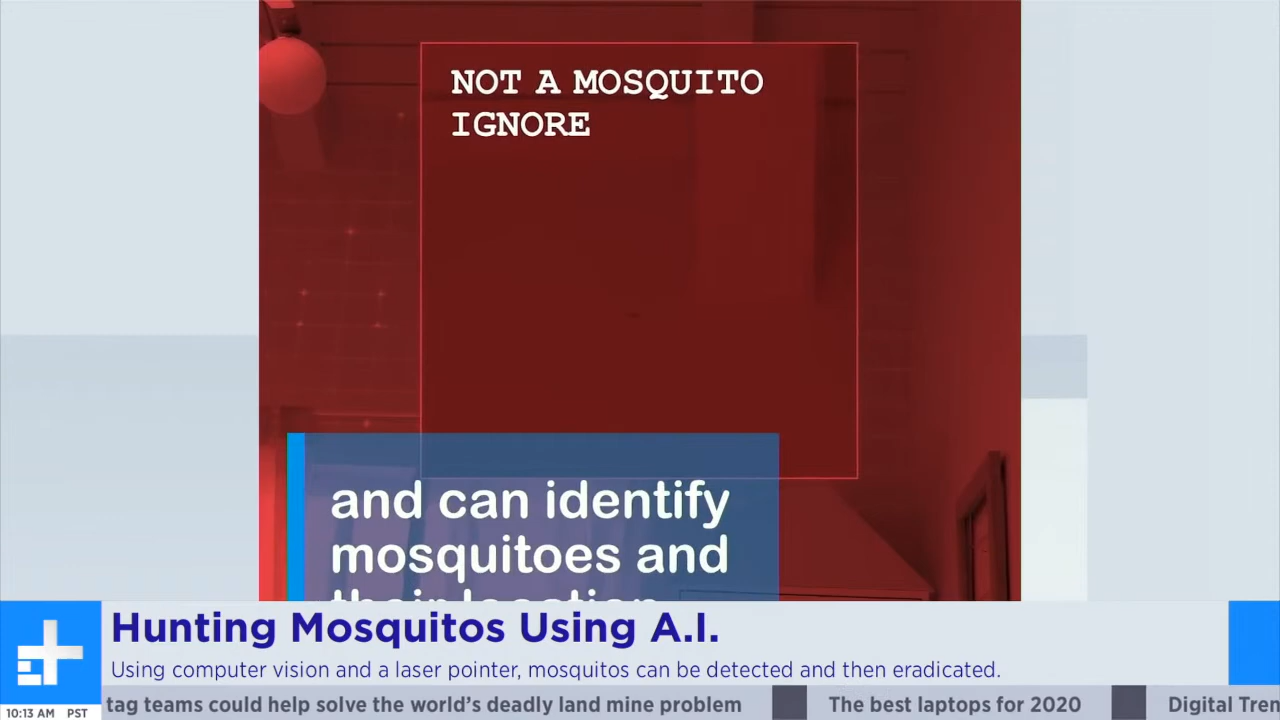 NOT A MOSQUITO
IGNORE
and can identify
mosquitoes and
their location
Hunting Mosquitos Using A.I.
Using computer vision and a laser pointer, mosquitos can be detected and then eradicated.
10:13 AM PST
tag teams could help solve the world's deadly land mine problem
The best laptops for 2020
Digital Tren